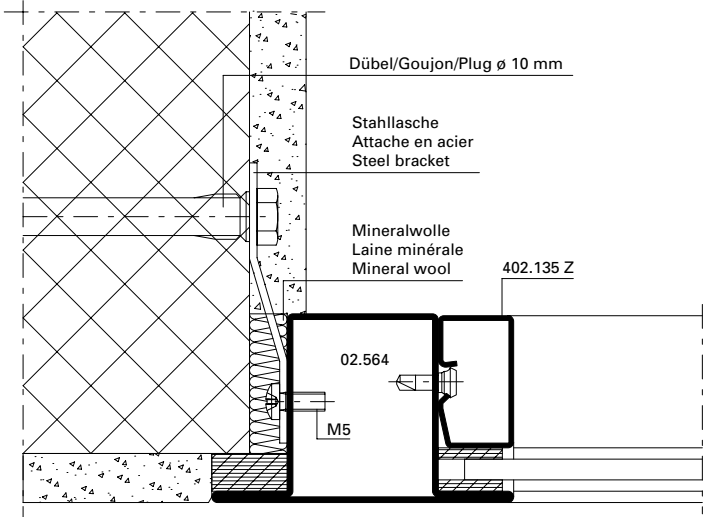 Dübel/Goujon/Plug ø 10 mm
Stahllasche
Attache en acier
Steel bracket
Mineralwolle
Laine minérale
Mineral wool
402.135 Z
02.564
M5